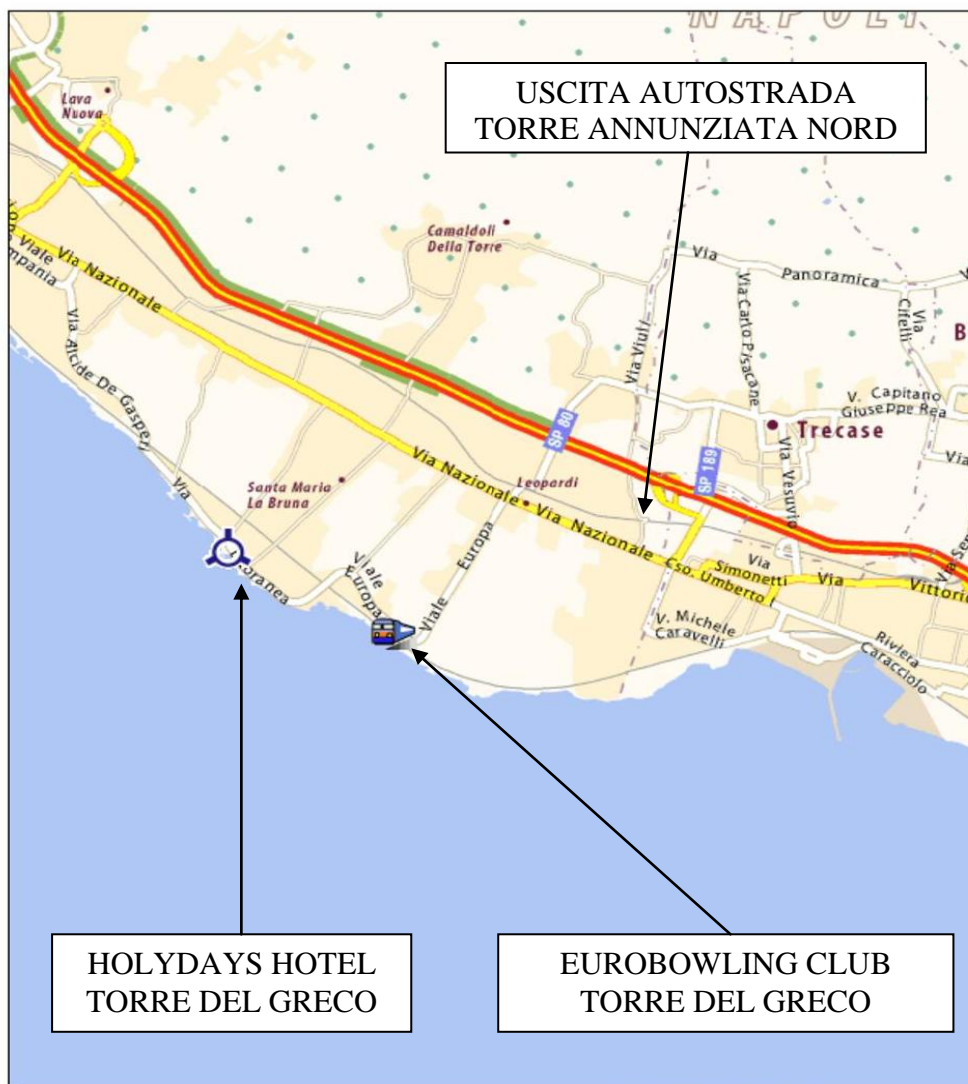 NAPOLI
USCITA AUTOSTRADA
TORRE ANNUNZIATA NORD
Lava
Nuova
Camaldoli
Della Torre
Viale
Via Nazionale
Via Alcide De Gasperi
Via
Via Viuli
Via
Panoramica
Via Cifelli
Via Carlo Pisacane
B
V. Capitano
Giuseppe Rea
Trecase
Via
SP 80
SP 189
Via Vesuvio
Via Nazionale
Leopardi
Via Nazionale
Santa Maria
La Bruna
Cso. Umberto I
Via
Simonetti
Via
Vittorio
Viale
Europa
Viale
Europa
V. Michele
Caravelli
Riviera
Caracciolo
HOLYDAYS HOTEL
TORRE DEL GRECO
EUROBOWLING CLUB
TORRE DEL GRECO